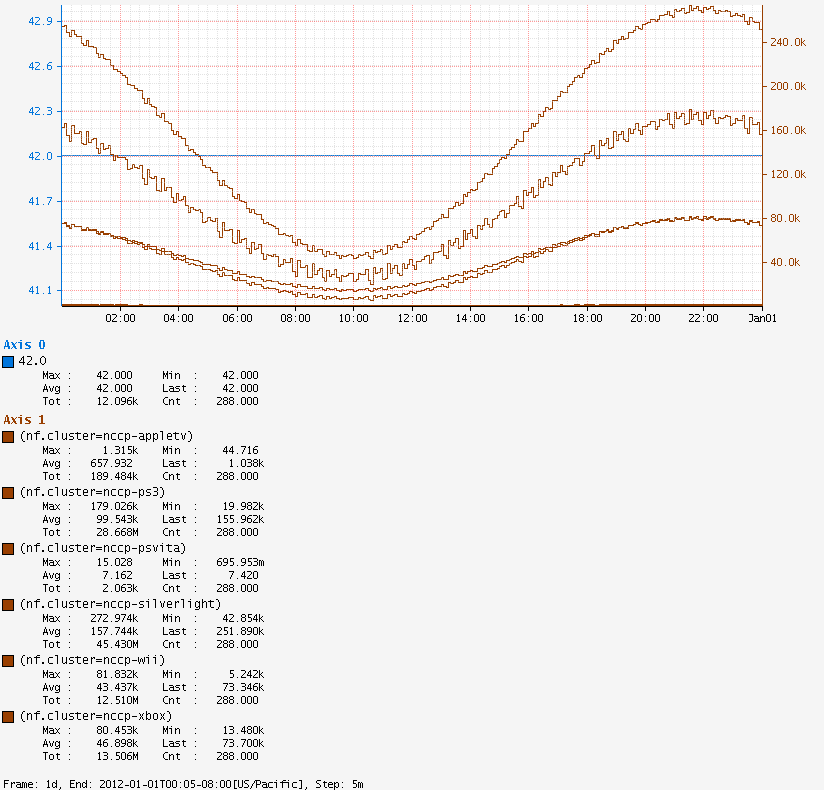 42.9
42.6
42.3
42.0
41.7
41.4
41.1
240.0k
200.0k
160.0k
120.0k
80.0k
40.0k
02:00 04:00 06:00 08:00 10:00 12:00 14:00 16:00 18:00 20:00 22:00 Jan01
Axis 0
42.0
Max : 42.000 Min : 42.000
Avg : 42.000 Last : 42.000
Tot : 12.096k Cnt : 288.000
Axis 1
(nf.cluster=nccp-appletv)
Max : 1.315k Min : 44.716
Avg : 657.932 Last : 1.038k
Tot : 189.484k Cnt : 288.000
(nf.cluster=nccp-ps3)
Max : 179.026k Min : 19.982k
Avg : 99.543k Last : 155.962k
Tot : 28.668M Cnt : 288.000
(nf.cluster=nccp-psvita)
Max : 15.028 Min : 695.953m
Avg : 7.162 Last : 7.420
Tot : 2.063k Cnt : 288.000
(nf.cluster=nccp-silverlight)
Max : 272.974k Min : 42.854k
Avg : 157.744k Last : 251.890k
Tot : 45.430M Cnt : 288.000
(nf.cluster=nccp-wii)
Max : 81.832k Min : 5.242k
Avg : 43.437k Last : 73.346k
Tot : 12.510M Cnt : 288.000
(nf.cluster=nccp-xbox)
Max : 80.453k Min : 13.480k
Avg : 46.898k Last : 73.700k
Tot : 13.506M Cnt : 288.000
Frame: 1d, End: 2012-01-01T00:05-08:00[US/Pacific], Step: 5m